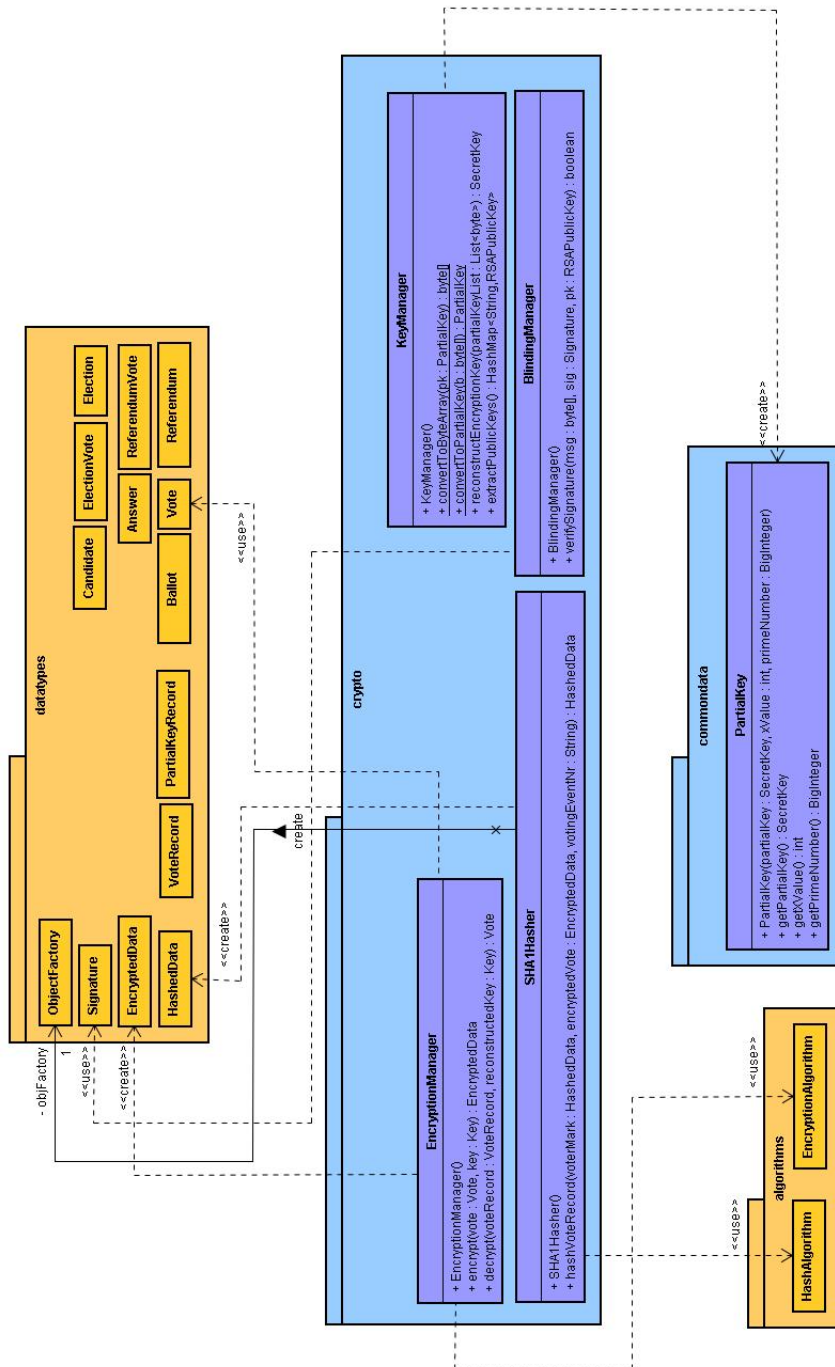 datatypes
- objFactory
1
ObjectFactory
<<use>>
Signature
<<create>>
EncryptedData
HashedData
VoteRecord
PartialKeyRecord
Candidate
ElectionVote
Election
Answer
ReferendumVote
Ballot
Vote
Referendum
<<create>>
create
<<use>>
crypto
EncryptionManager
+ EncryptionManager()
+ encrypt(vote : Vote, key : Key) : EncryptedData
+ decrypt(voteRecord : VoteRecord, reconstructedKey : Key) : Vote
KeyManager
+ KeyManager()
+ convertToByteArray(pk : PartialKey) : byte[]
+ convertToPartialKey(b : byte[]) : PartialKey
+ reconstructEncryptionKey(partialKeyList : List<byte>) : SecretKey
+ extractPublicKeys() : HashMap<String,RSAPublicKey>
SHA1Hasher
+ SHA1Hasher()
+ hashVoteRecord(voterMark : HashedData, encryptedVote : EncryptedData, votingEventNr : String) : HashedData
BlindingManager
+ BlindingManager()
+ verifySignature(msg : byte[], sig : Signature, pk : RSAPublicKey) : boolean
<<use>>
<<use>>
<<create>>
algorithms
HashAlgorithm
EncryptionAlgorithm
commondata
PartialKey
+ PartialKey(partialKey : SecretKey, xValue : int, primeNumber : BigInteger)
+ getPartialKey() : SecretKey
+ getXValue() : int
+ getPrimeNumber() : BigInteger